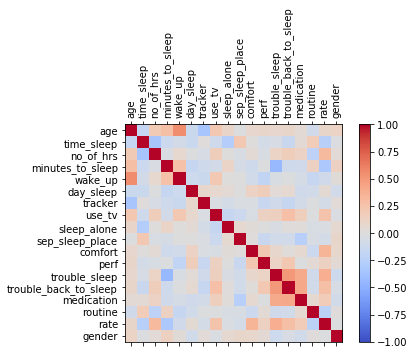 age
time_sleep
no_of_hrs
minutes_to_sleep
wake_up
day_sleep
tracker
use_tv
sleep_alone
sep_sleep_place
comfort
perf
trouble_sleep
trouble_back_to_sleep
medication
routine
rate
gender
age
time_sleep
no_of_hrs
minutes_to_sleep
wake_up
day_sleep
tracker
use_tv
sleep_alone
sep_sleep_place
comfort
perf
trouble_sleep
trouble_back_to_sleep
medication
routine
rate
gender
1.00
0.75
0.50
0.25
0.00
−0.25
−0.50
−0.75
−1.00